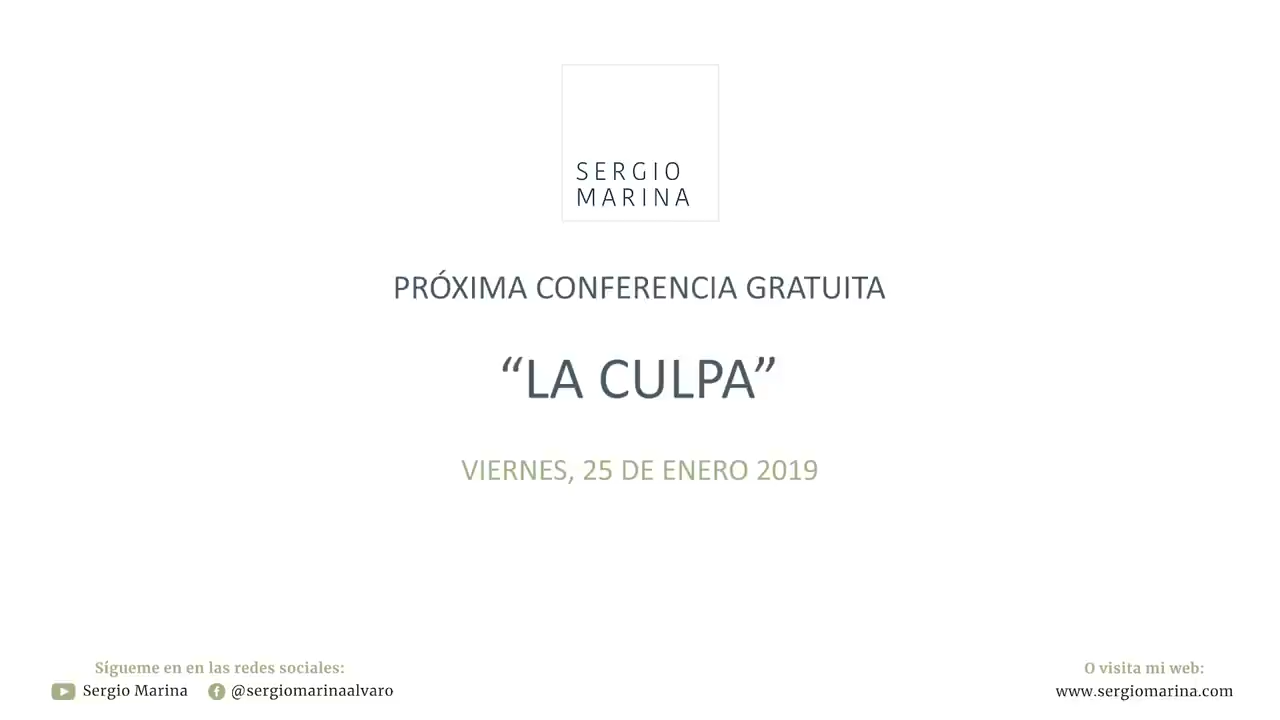 SERGIO
MARINA
PRÓXIMA CONFERENCIA GRATUITA
“LA CULPA”
VIERNES, 25 DE ENERO 2019
Sígueme en en las redes sociales:
Sergio Marina @sergiomarinaalvaro
O visita mi web:
www.sergiomarina.com